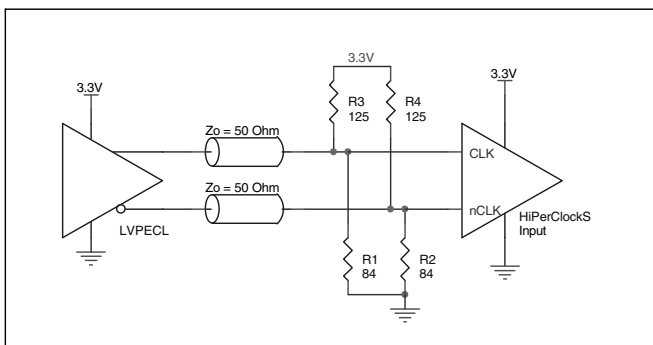 3.3V
3.3V
3.3V
R3
125
R4
125
Zo = 50 Ohm
CLK
Zo = 50 Ohm
nCLK
HiPerClockS
Input
LVPECL
R1
84
R2
84